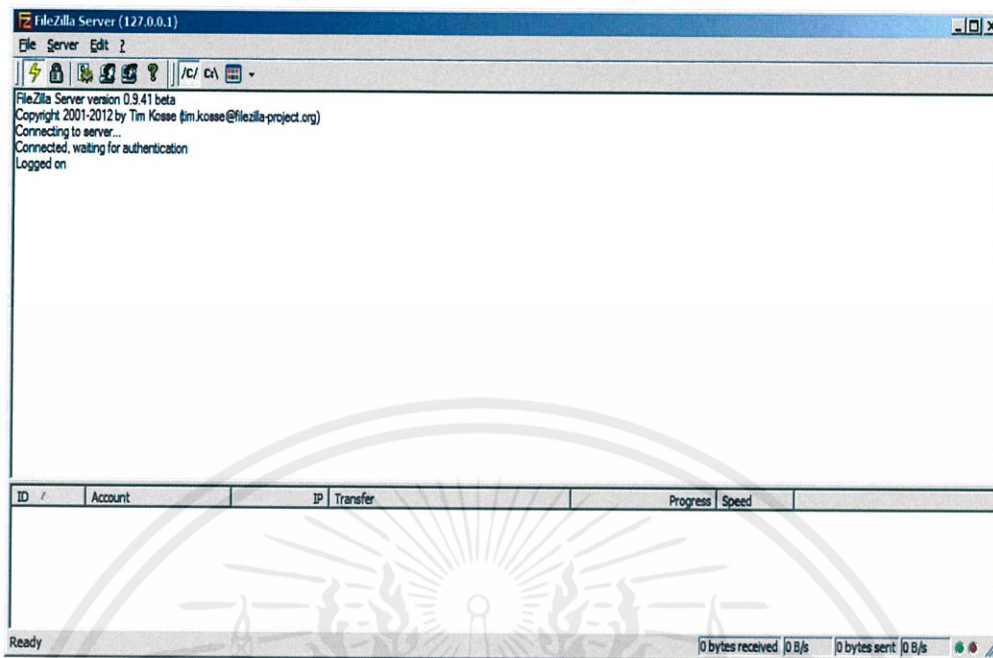 FileZilla Server (127.0.0.1)
File Server Edit ?
/C/ C:\
FileZilla Server version 0.9.41 beta
Copyright 2001-2012 by Tim Kosse (tim.kosse@filezilla-project.org)
Connecting to server...
Connected, waiting for authentication
Logged on
ID / Account IP Transfer Progress Speed
Ready 0 bytes received 0 B/s 0 bytes sent 0 B/s